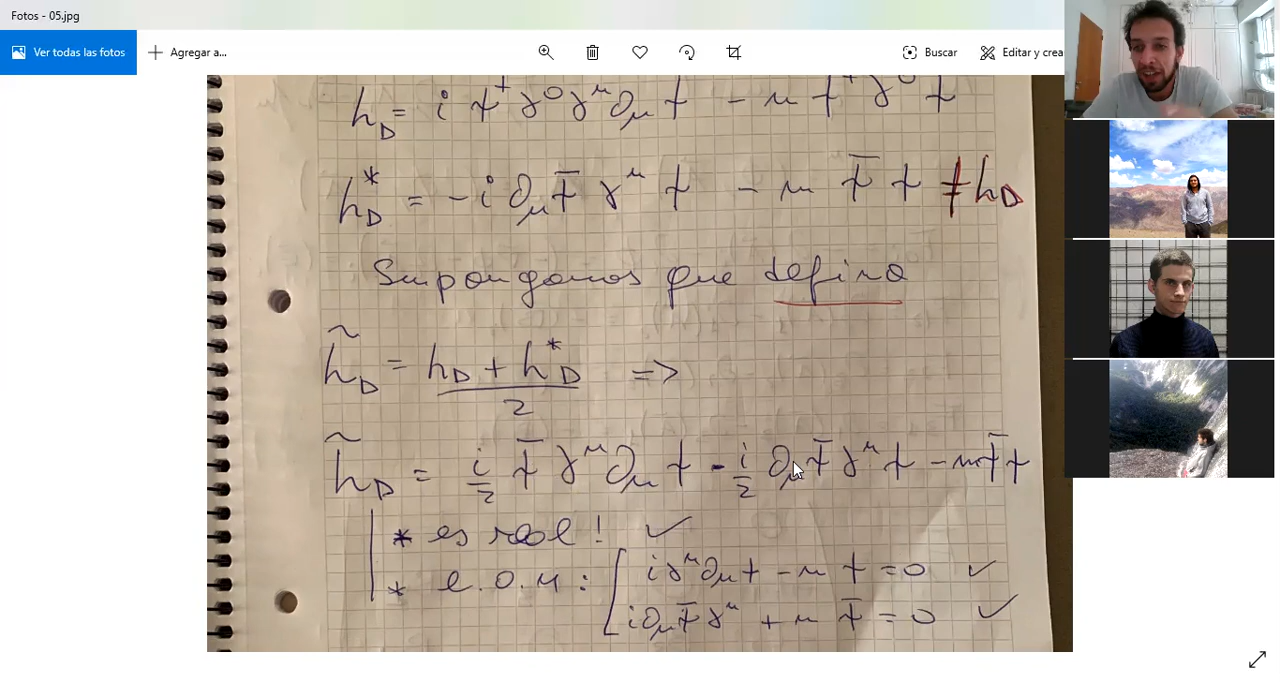 Fotos - 05.jpg
Ver todas las fotos
Agregar a...
Buscar
Editar y crea
h_D = i ψ† γ⁰ γ^μ ∂_μ ψ - m ψ† γ⁰ ψ
h_D* = -i ∂_μ ψ̄ γ^μ ψ - m ψ̄ ψ ≠ h_D
Supongamos que defino
h̃_D = (h_D + h_D*)/2 =>
h̃_D = i/2 ψ̄ γ^μ ∂_μ ψ - i/2 ∂_μ ψ̄ γ^μ ψ - m ψ̄ ψ
* es real! ✓
* e.o.M : [ i γ^μ ∂_μ ψ - m ψ = 0 ✓
i ∂_μ ψ̄ γ^μ + m ψ̄ = 0 ✓